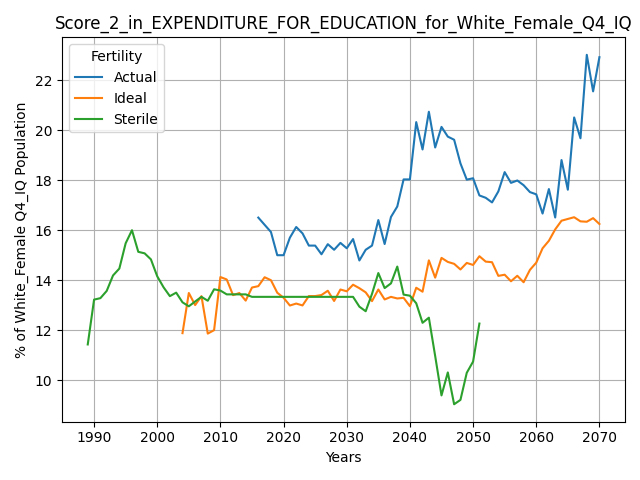 Score_2_in_EXPENDITURE_FOR_EDUCATION_for_White_Female_Q4_IQ
Fertility
Actual
Ideal
Sterile
% of White_Female Q4_IQ Population
22
20
18
16
14
12
10
1990 2000 2010 2020 2030 2040 2050 2060 2070
Years